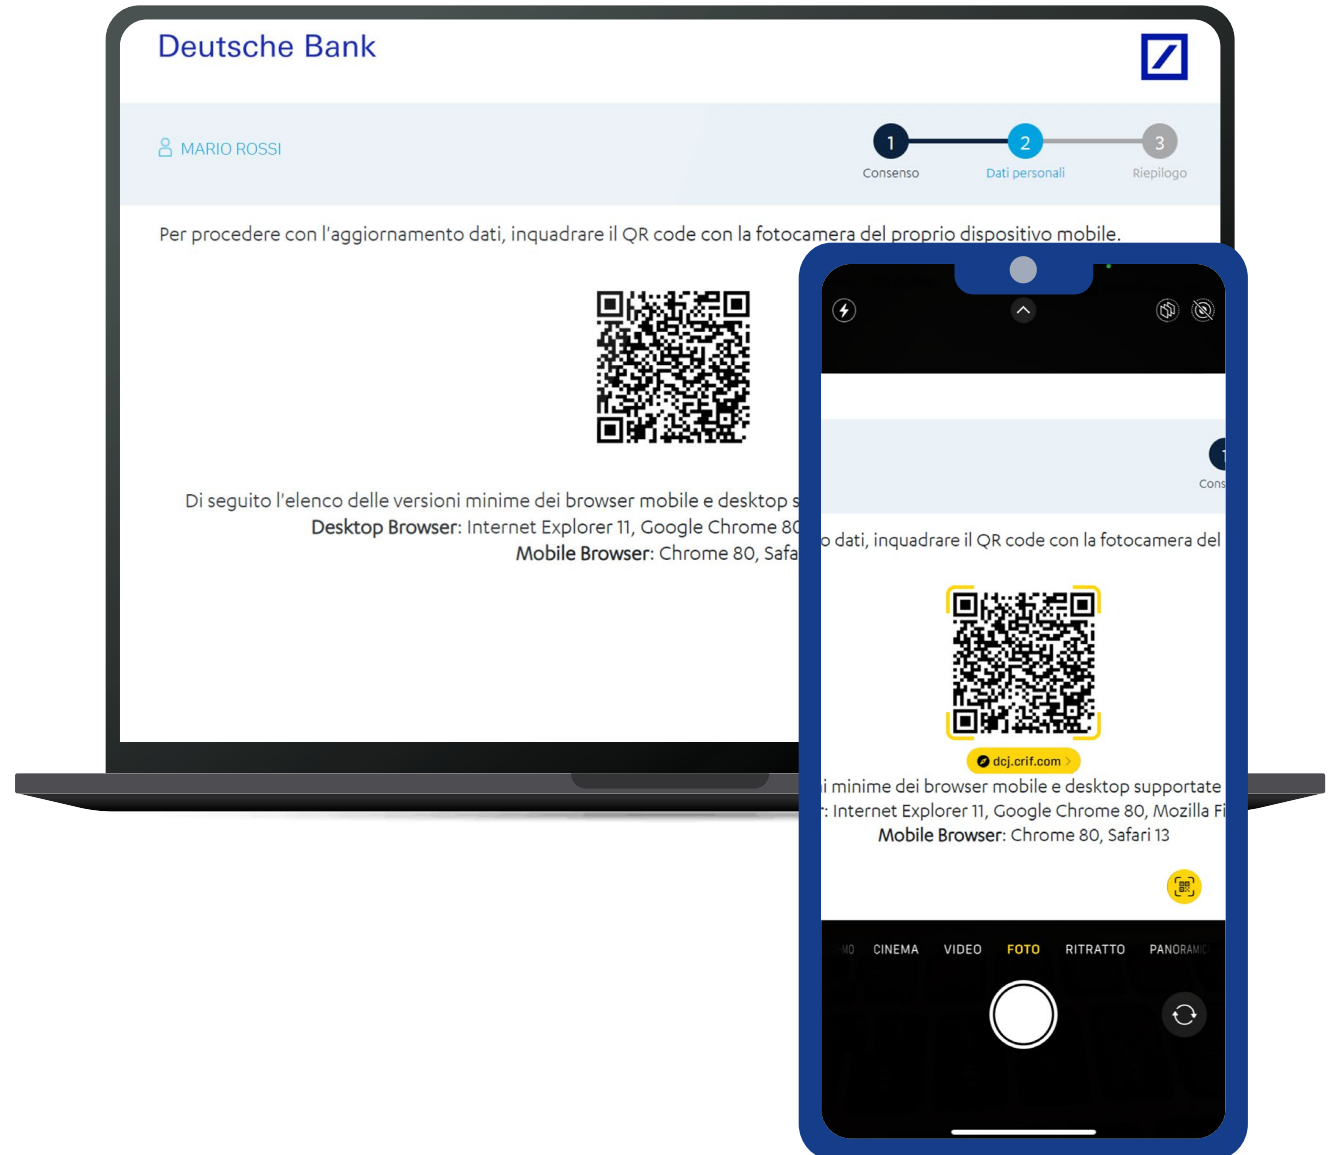 Deutsche Bank
MARIO ROSSI
1
2
3
Consenso
Dati personali
Riepilogo
Per procedere con l'aggiornamento dati, inquadrare il QR code con la fotocamera del proprio dispositivo mobile.
Di seguito l'elenco delle versioni minime dei browser mobile e desktop
Desktop Browser: Internet Explorer 11, Google Chrome 80
Mobile Browser: Chrome 80,
1
dati, inquadrare il QR code con la fotocamera del
dcj.crif.com
minime dei browser mobile e desktop supportate
: Internet Explorer 11, Google Chrome 80, Mozilla
Mobile Browser: Chrome 80, Safari 13
CINEMA
VIDEO
FOTO
RITRATTO